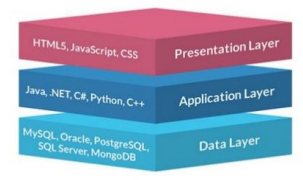 HTML5, JavaScript, CSS
Presentation Layer
Java, .NET, C#, Python, C++
Application Layer
MySQL, Oracle, PostgreSQL,
SQL Server, MongoDB
Data Layer